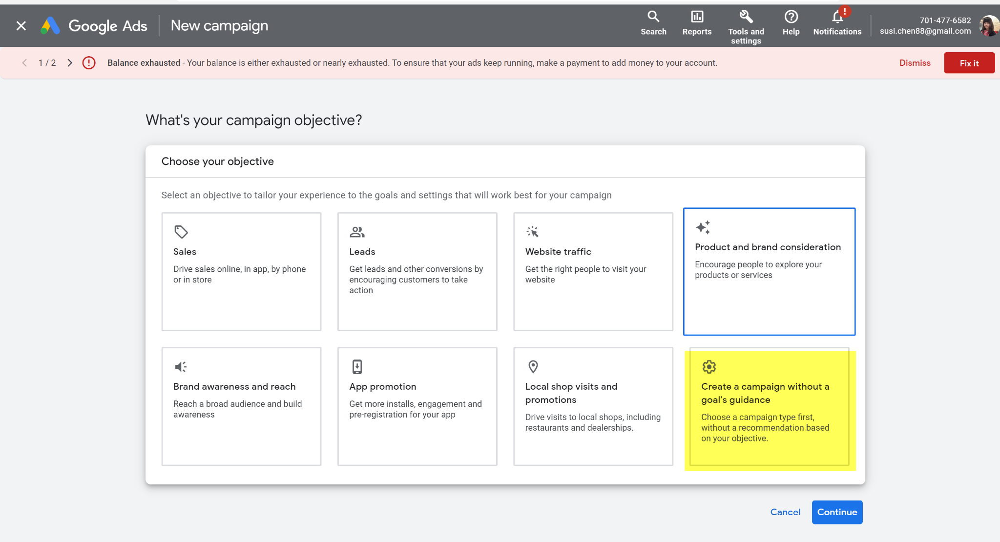 Google Ads New campaign
Search
Reports
Tools and
settings
Help
!
Notifications
701-477-6582
susi.chen88@gmail.com
1 / 2
Balance exhausted - Your balance is either exhausted or nearly exhausted. To ensure that your ads keep running, make a payment to add money to your account.
Dismiss
Fix it
What's your campaign objective?
Choose your objective
Select an objective to tailor your experience to the goals and settings that will work best for your campaign
Sales
Drive sales online, in app, by phone
or in store
Leads
Get leads and other conversions by
encouraging customers to take
action
Website traffic
Get the right people to visit your
website
Product and brand consideration
Encourage people to explore your
products or services
Brand awareness and reach
Reach a broad audience and build
awareness
App promotion
Get more installs, engagement and
pre-registration for your app
Local shop visits and
promotions
Drive visits to local shops, including
restaurants and dealerships.
Create a campaign without a
goal's guidance
Choose a campaign type first,
without a recommendation based
on your objective.
Cancel
Continue